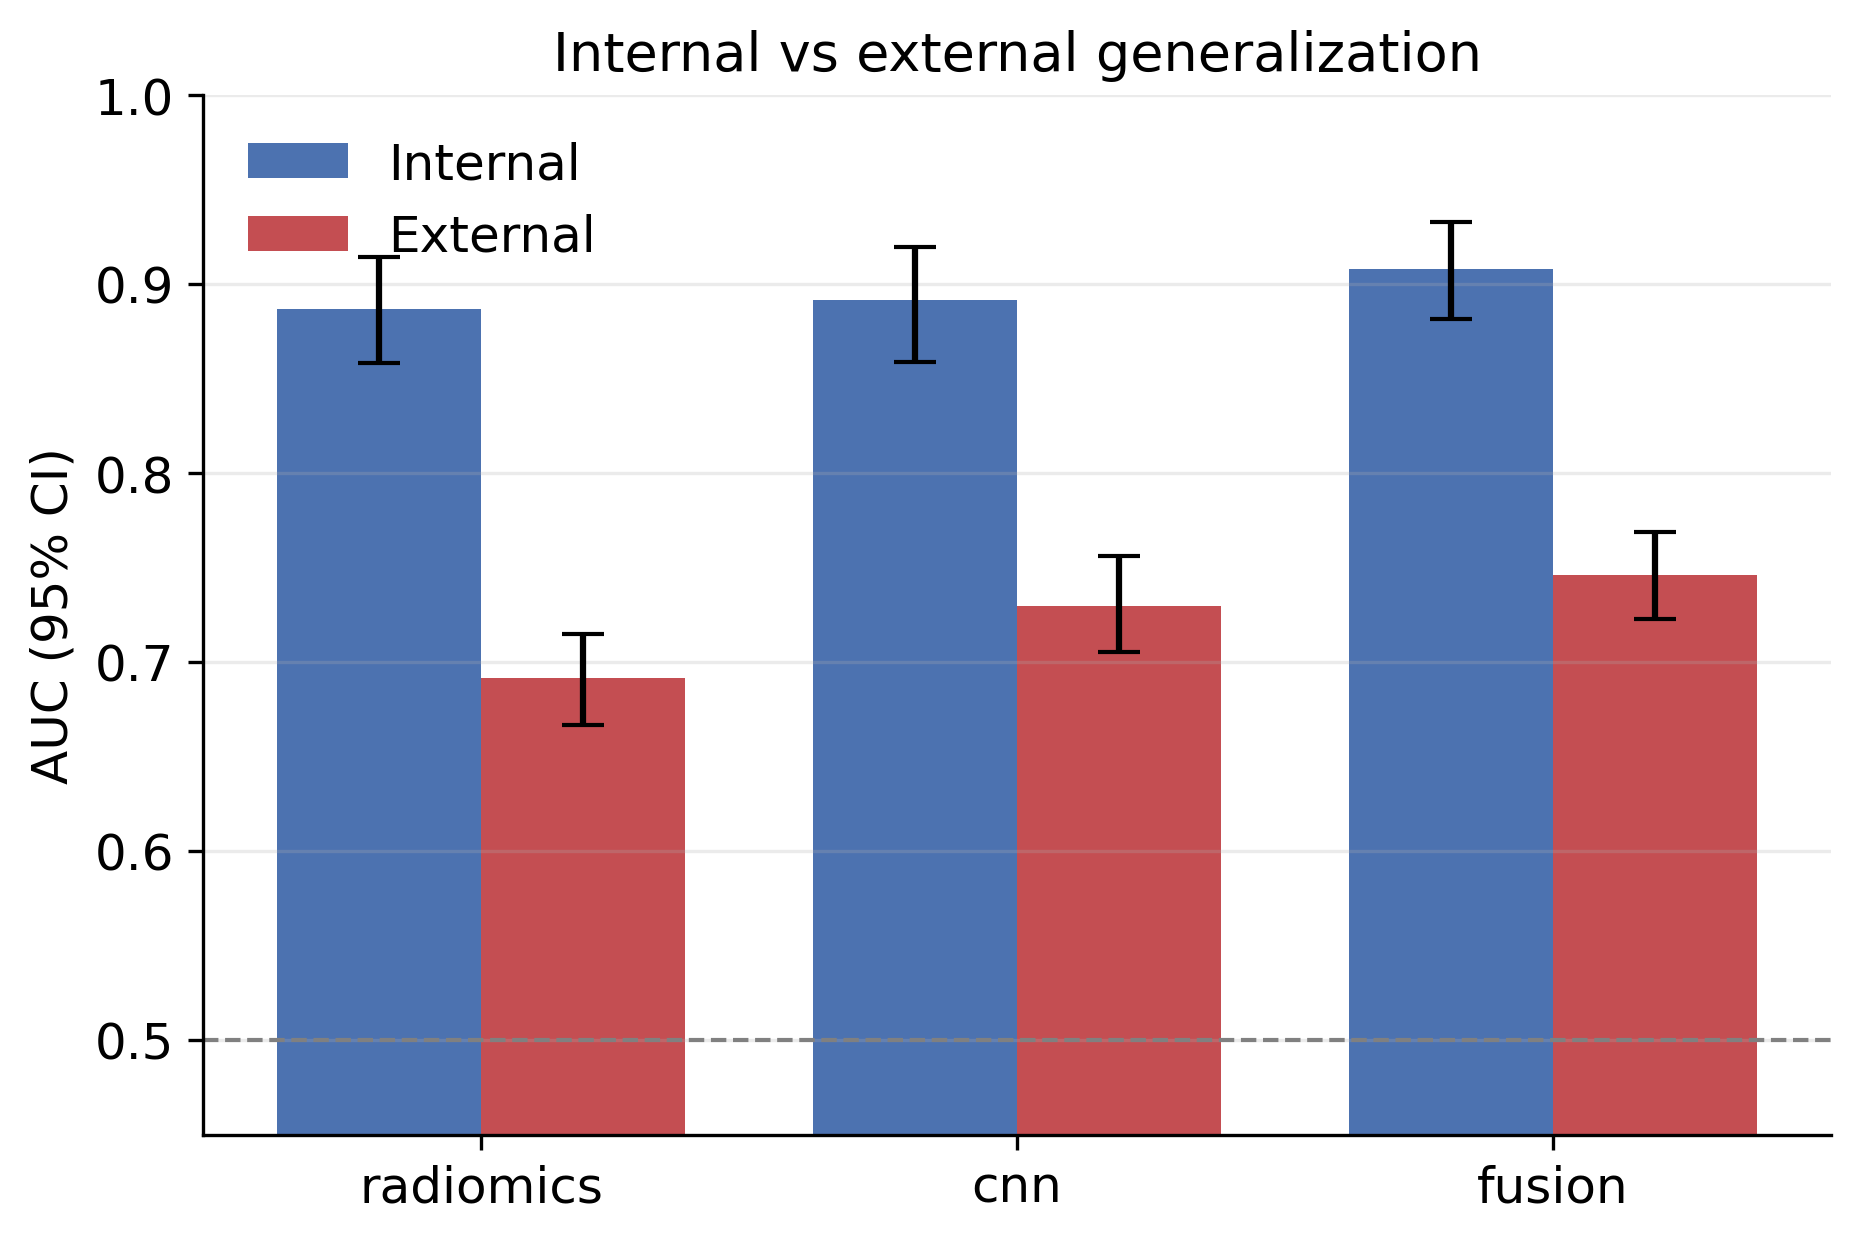 Internal vs external generalization
AUC (95% CI)
1.0
0.9
0.8
0.7
0.6
0.5
Internal
External
radiomics
cnn
fusion